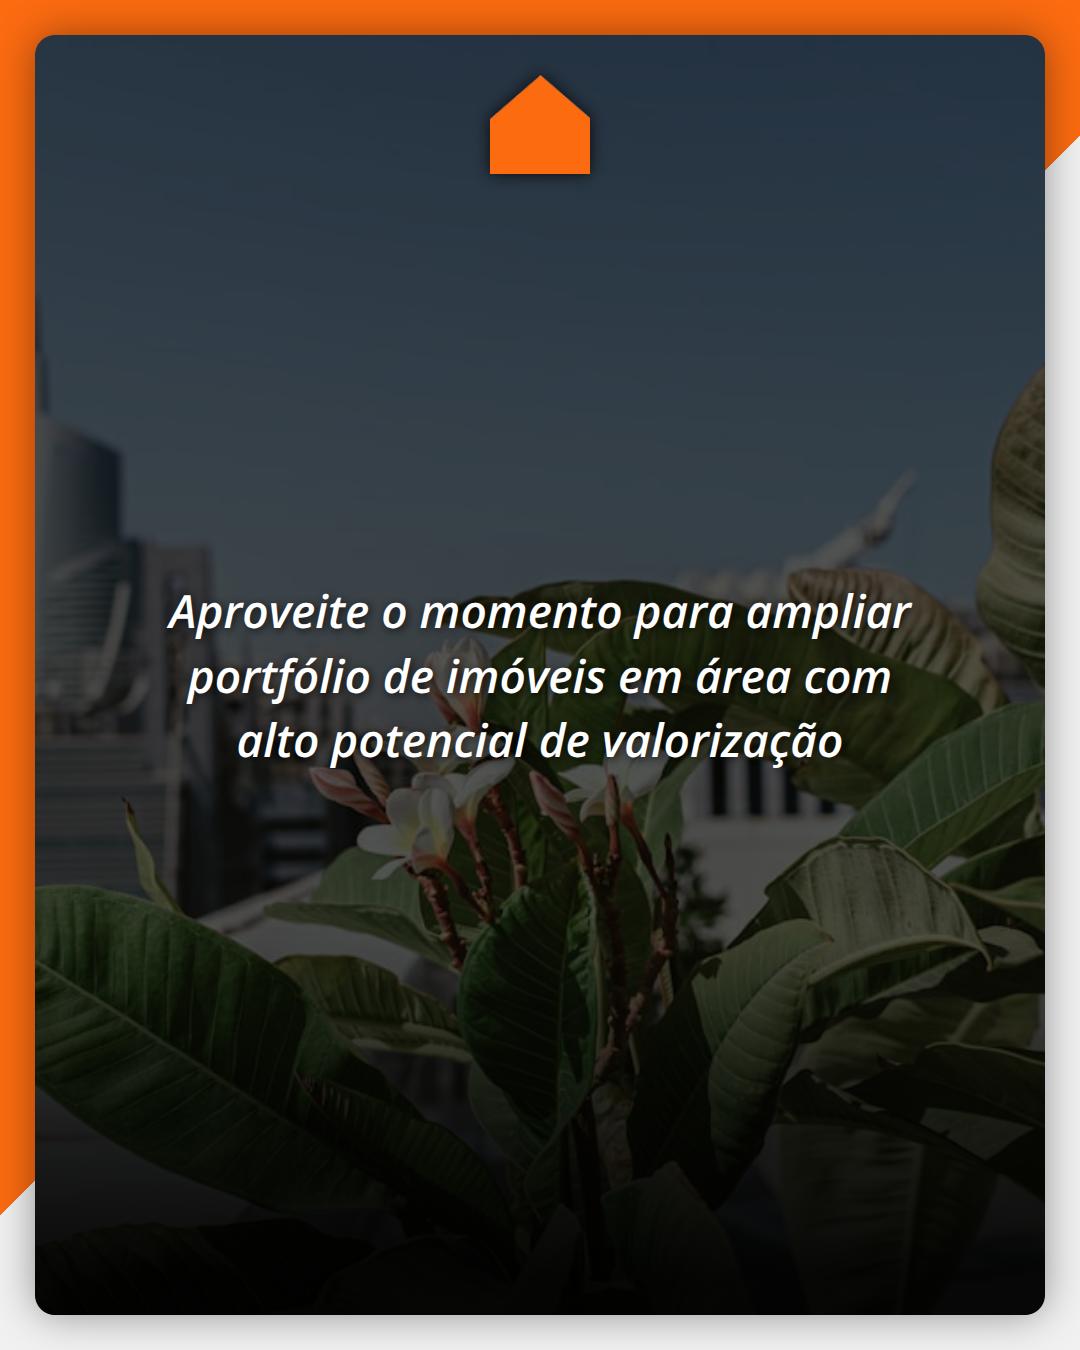 Aproveite o momento para ampliar
portfólio de imóveis em área com
alto potencial de valorização